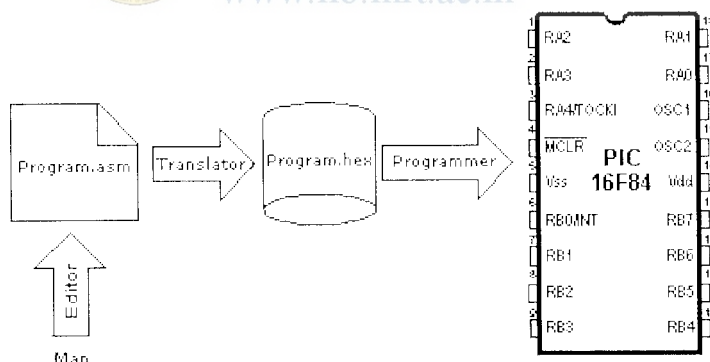 RA2 RA1
RA3 RA0
RA4/TOCKI OSC1
MCLR OSC2
PIC
16F84
Vss Vdd
RB0/INT RB7
RB1 RB6
RB2 RB5
RB3 RB4
Program.asm
Translator
Program.hex
Programmer
Editor
Man